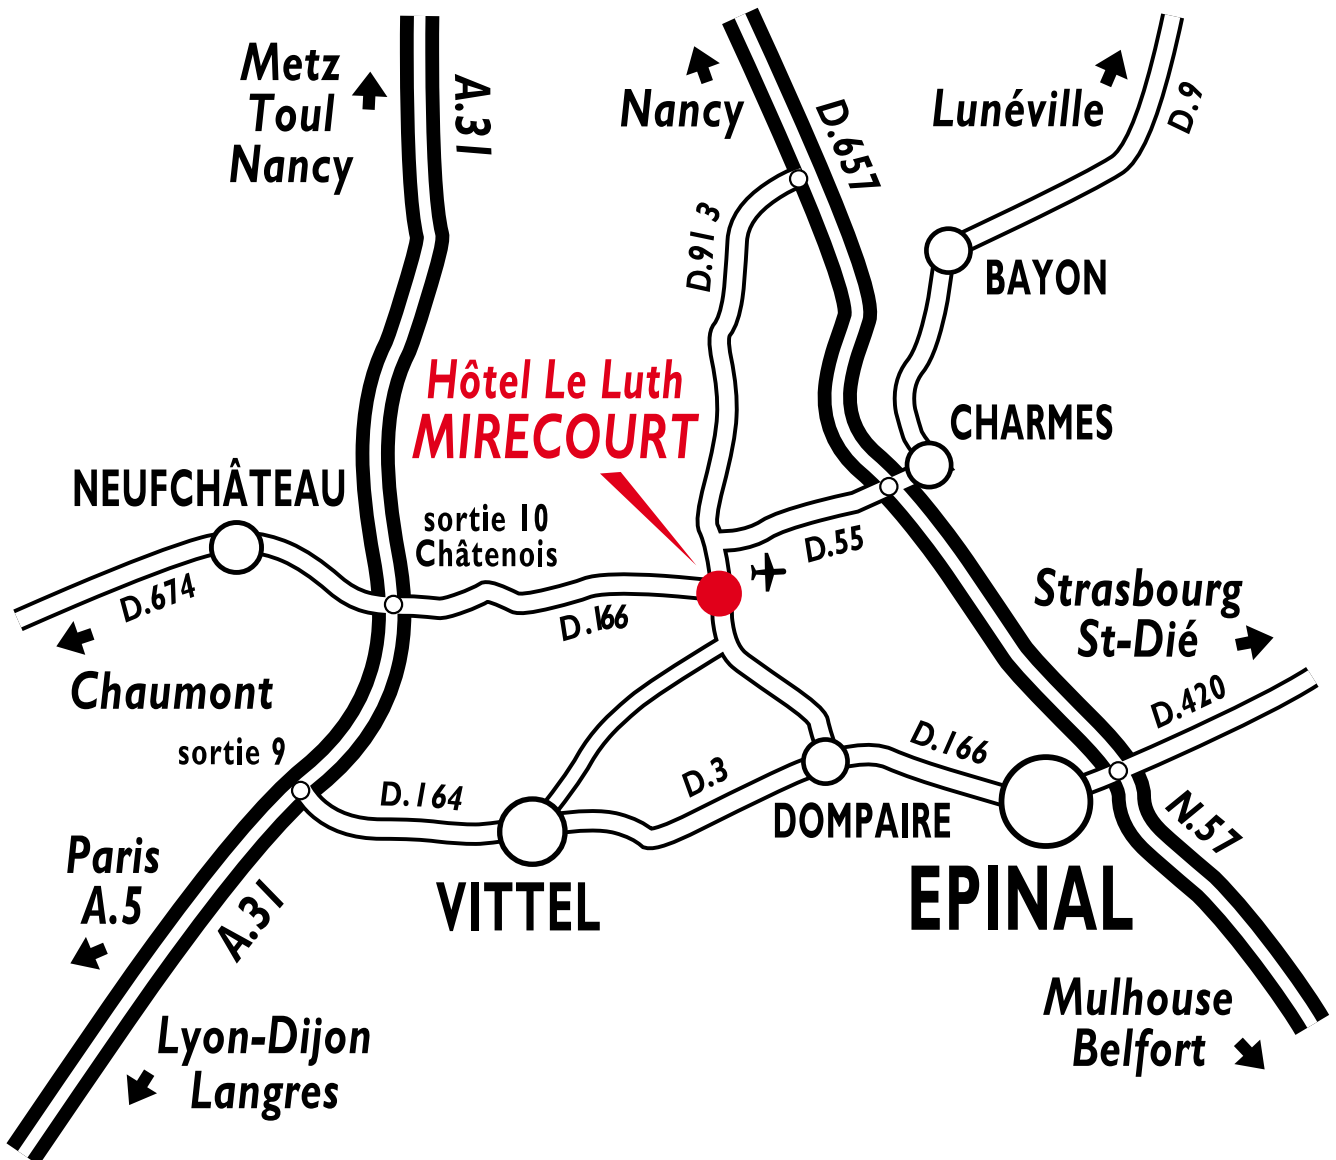 Metz
Toul
Nancy
A.31
Nancy
D.657
Lunéville
D.9
D.913
BAYON
Hôtel Le Luth
MIRECOURT
CHARMES
NEUFCHÂTEAU
sortie 10
Châtenois
D.55
D.674
D.166
Strasbourg
St-Dié
Chaumont
D.420
sortie 9
D.164
D.3
D.166
DOMPAIRE
N.57
Paris
A.5
A.31
VITTEL
EPINAL
Mulhouse
Belfort
Lyon-Dijon
Langres